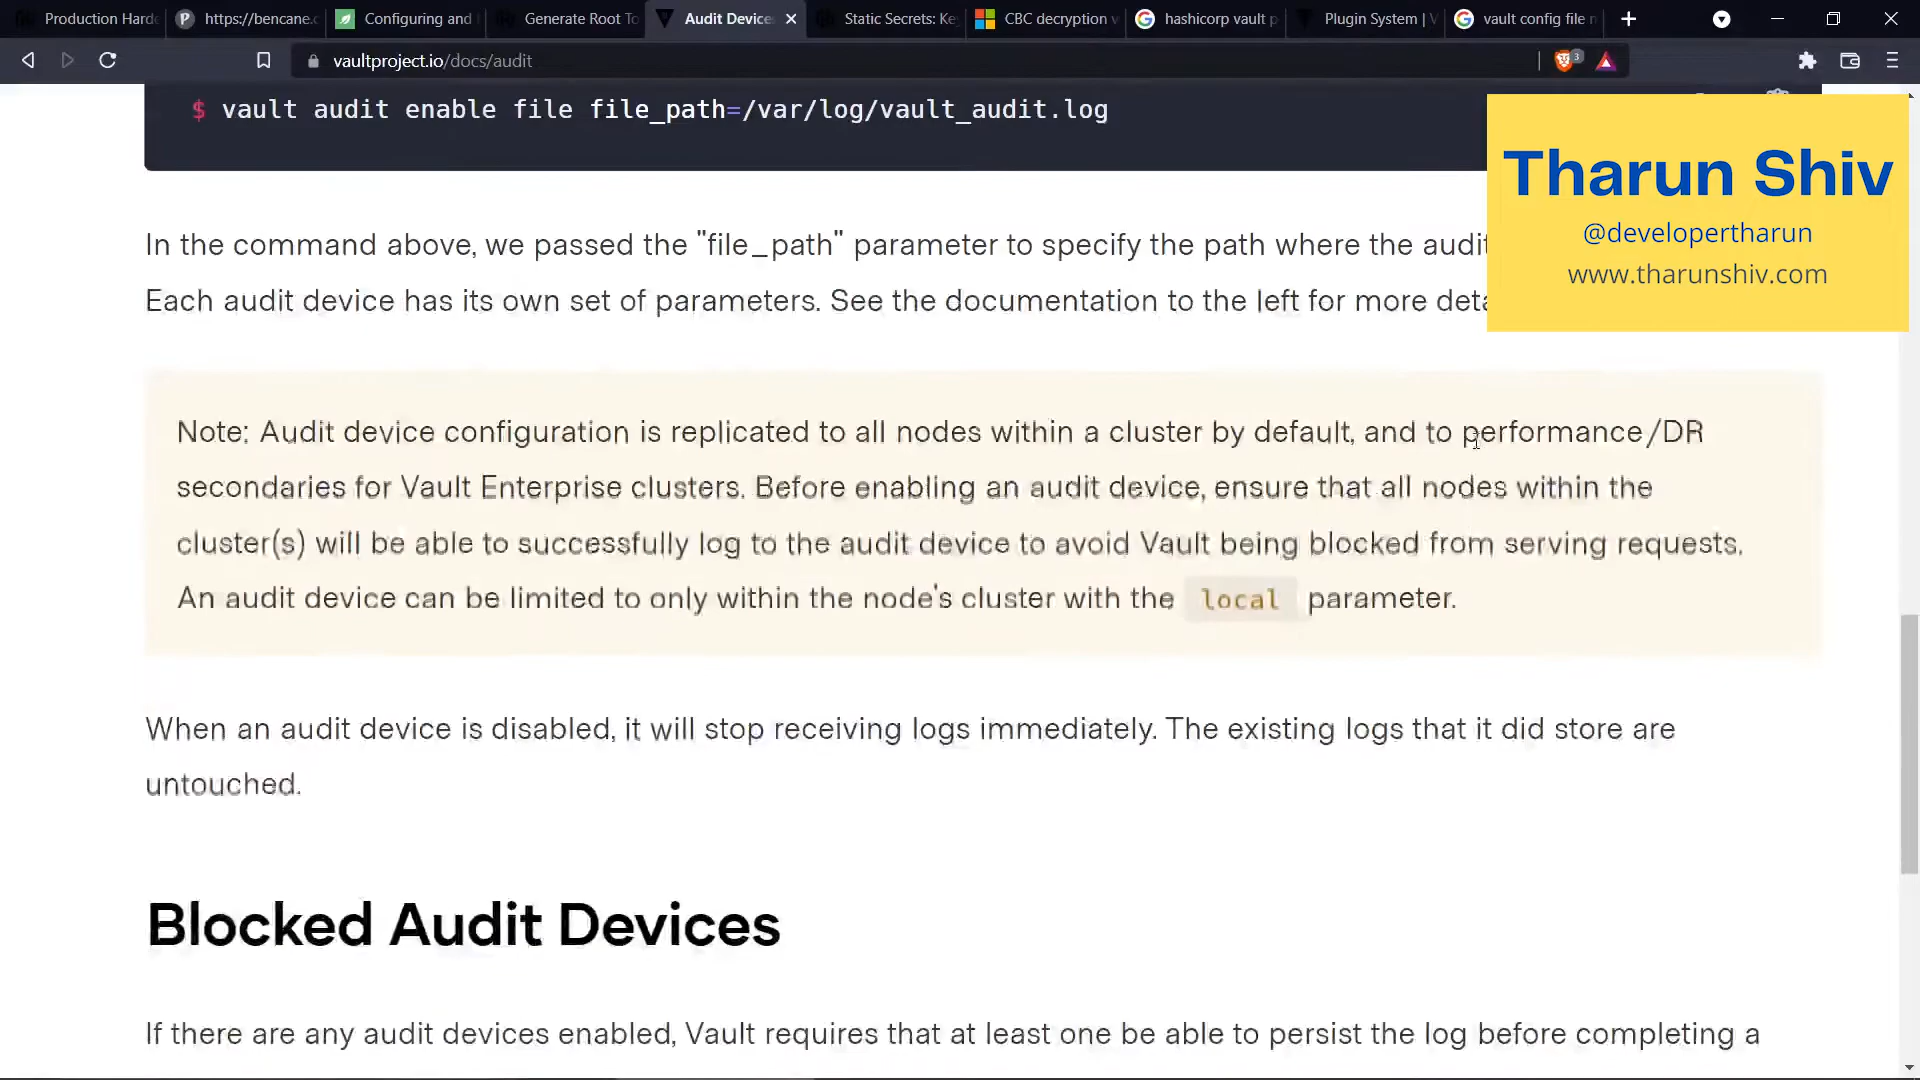 Production Hard
https://bencane.
Configuring and
Generate Root To
Audit Devices
Static Secrets: Ke
CBC decryption v
hashicorp vault p
Plugin System | V
vault config file n
vaultproject.io/docs/audit
3
$ vault audit enable file file_path=/var/log/vault_audit.log
Tharun Shiv
@developertharun
www.tharunshiv.com
In the command above, we passed the "file_path" parameter to specify the path where the audit
Each audit device has its own set of parameters. See the documentation to the left for more deta
Note: Audit device configuration is replicated to all nodes within a cluster by default, and to performance/DR
secondaries for Vault Enterprise clusters. Before enabling an audit device, ensure that all nodes within the
cluster(s) will be able to successfully log to the audit device to avoid Vault being blocked from serving requests.
An audit device can be limited to only within the node's cluster with the local parameter.
When an audit device is disabled, it will stop receiving logs immediately. The existing logs that it did store are
untouched.
Blocked Audit Devices
If there are any audit devices enabled, Vault requires that at least one be able to persist the log before completing a